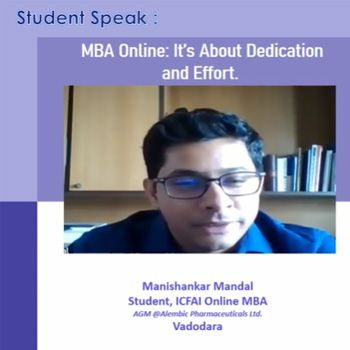 Student Speak :
MBA Online: It's About Dedication
and Effort.
Manishankar Mandal
Student, ICFAI Online MBA
AGM @Alembic Pharmaceuticals Ltd.
Vadodara